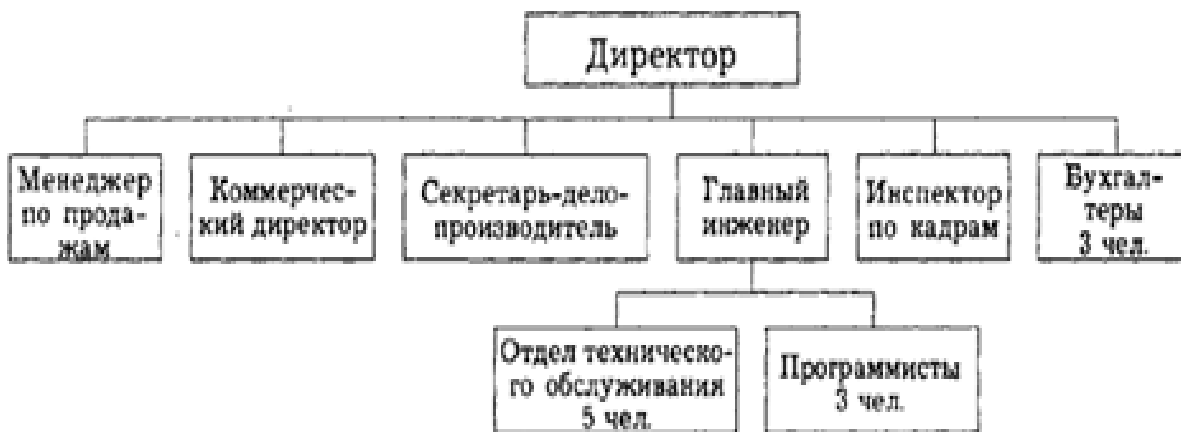 Директор
Менеджер
по прода-
жам
Коммерчес-
кий директор
Секретарь-дело-
производитель
Главный
инженер
Инспектор
по кадрам
Бухгал-
теры
3 чел.
Отдел техническо-
го обслуживания
5 чел.
Программисты
3 чел.